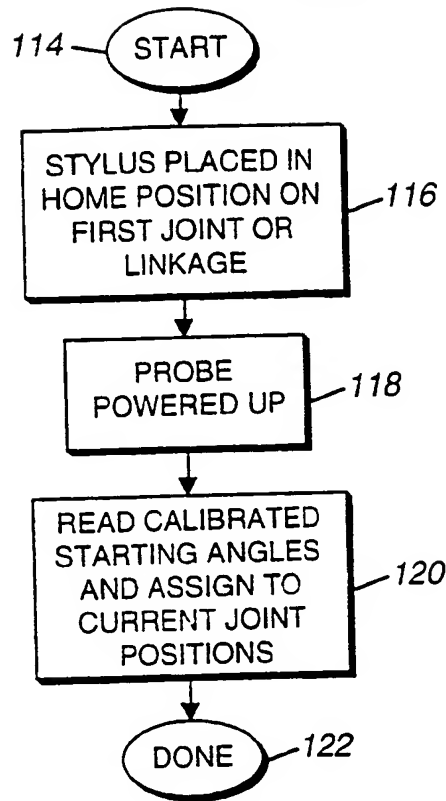 114
START
STYLUS PLACED IN
HOME POSITION ON
FIRST JOINT OR
LINKAGE
116
PROBE
POWERED UP
118
READ CALIBRATED
STARTING ANGLES
AND ASSIGN TO
CURRENT JOINT
POSITIONS
120
DONE
122